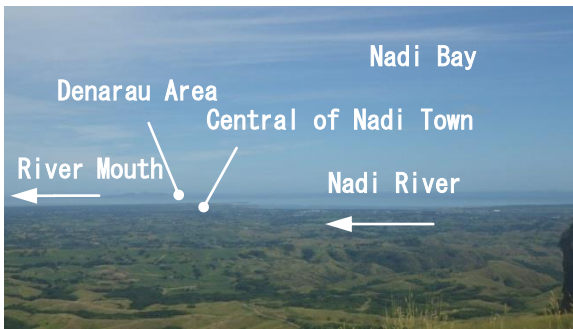 Nadi Bay
Denarau Area
Central of Nadi Town
River Mouth
Nadi River